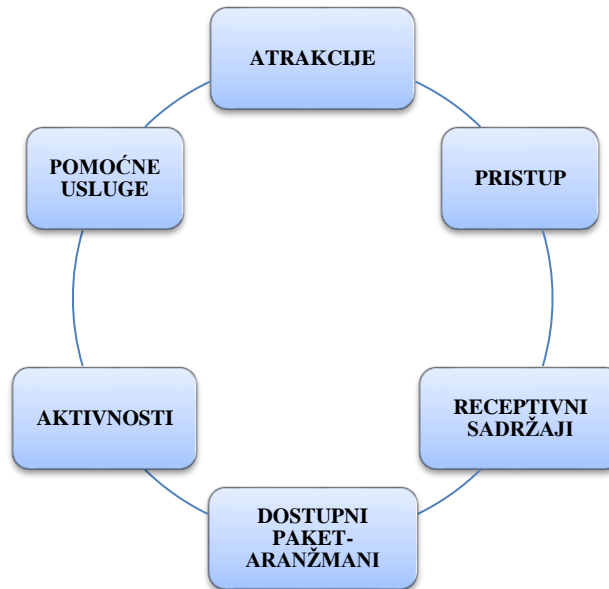 ATRAKCIJE
PRISTUP
RECEPTIVNI
SADRŽAJI
DOSTUPNI
PAKET-
ARANŽMANI
AKTIVNOSTI
POMOĆNE
USLUGE